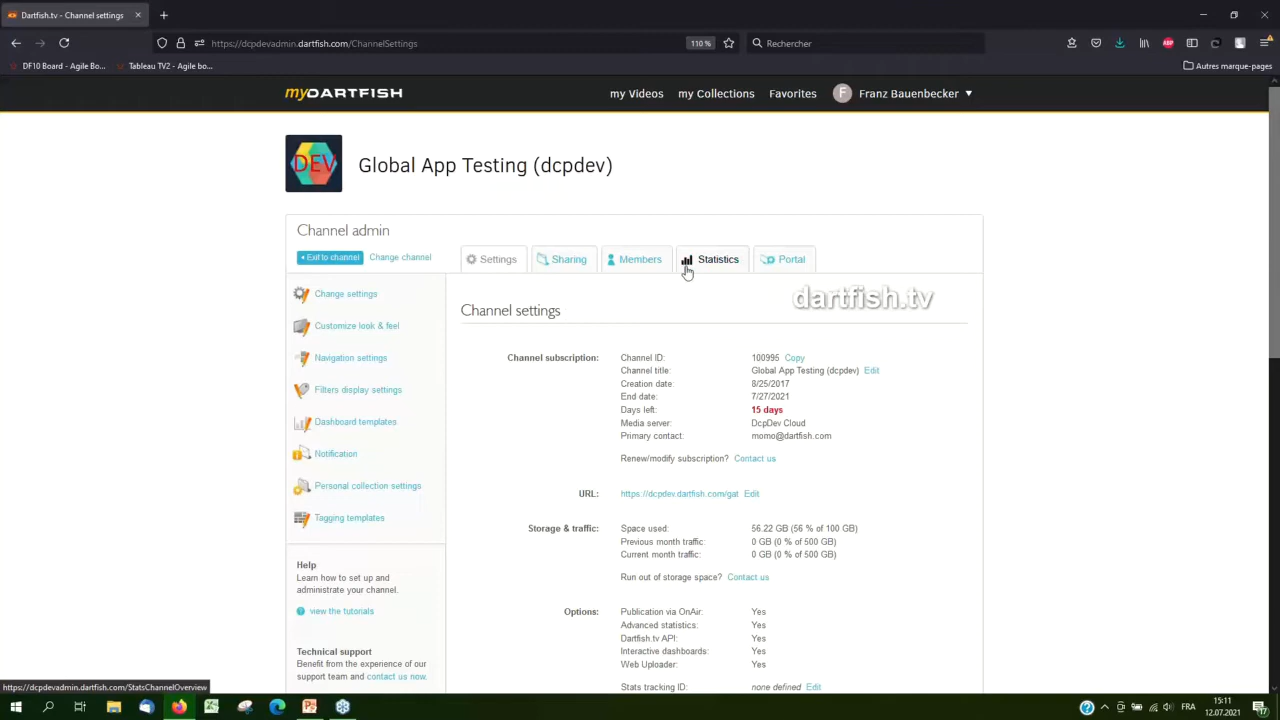 Dartfish.tv - Channel settings
https://dcpdevadmin.dartfish.com/ChannelSettings
110 %
Rechercher
DF10 Board - Agile Bo...
Tableau TV2 - Agile bo...
Autres marque-pages
myDARTFISH
my Videos
my Collections
Favorites
F
Franz Bauenbecker
DEV
Global App Testing (dcpdev)
Channel admin
Exit to channel
Change channel
Settings
Sharing
Members
Statistics
Portal
dartfish.tv
Change settings
Customize look & feel
Navigation settings
Filters display settings
Dashboard templates
Notification
Personal collection settings
Tagging templates
Help
Learn how to set up and
administrate your channel.
view the tutorials
Technical support
Benefit from the experience of our
support team and contact us now.
Channel settings
Channel subscription:
Channel ID: 100995 Copy
Channel title: Global App Testing (dcpdev) Edit
Creation date: 8/25/2017
End date: 7/27/2021
Days left: 15 days
Media server: DcpDev Cloud
Primary contact: momo@dartfish.com
Renew/modify subscription? Contact us
URL: https://dcpdev.dartfish.com/gat Edit
Storage & traffic: Space used: 56.22 GB (56 % of 100 GB)
Previous month traffic: 0 GB (0 % of 500 GB)
Current month traffic: 0 GB (0 % of 500 GB)
Run out of storage space? Contact us
Options: Publication via OnAir: Yes
Advanced statistics: Yes
Dartfish.tv API: Yes
Interactive dashboards: Yes
Web Uploader: Yes
Stats tracking ID: none defined Edit
https://dcpdevadmin.dartfish.com/StatsChannelOverview
FRA
15:11
12.07.2021
17